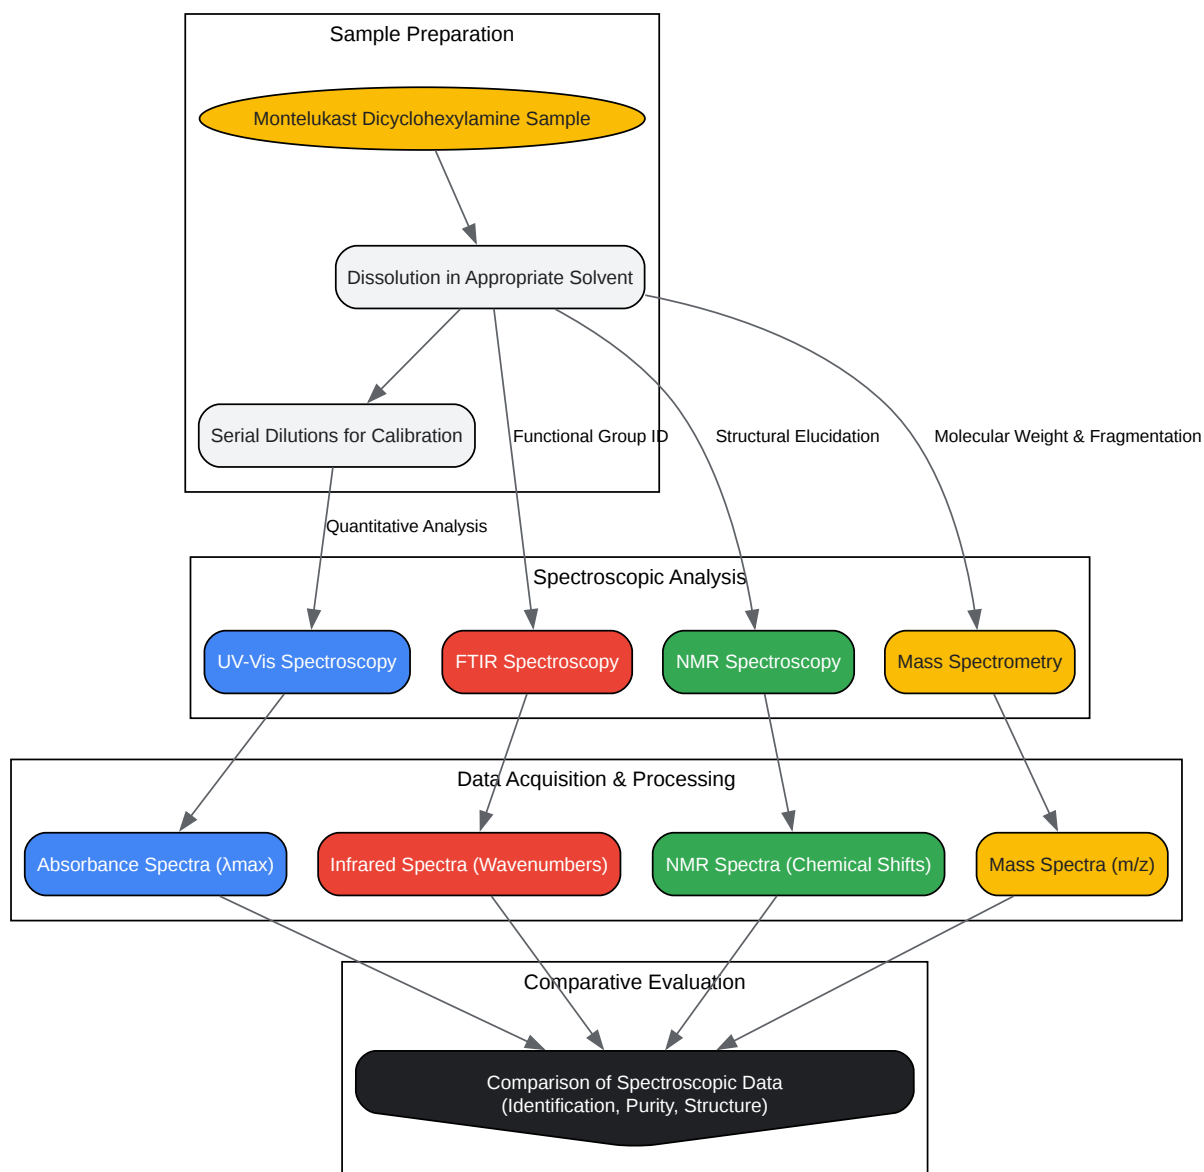 Sample Preparation
Montelukast Dicyclohexylamine Sample
Dissolution in Appropriate Solvent
Serial Dilutions for Calibration
Functional Group ID
Structural Elucidation
Molecular Weight & Fragmentation
Quantitative Analysis
Spectroscopic Analysis
UV-Vis Spectroscopy
FTIR Spectroscopy
NMR Spectroscopy
Mass Spectrometry
Data Acquisition & Processing
Absorbance Spectra (λmax)
Infrared Spectra (Wavenumbers)
NMR Spectra (Chemical Shifts)
Mass Spectra (m/z)
Comparative Evaluation
Comparison of Spectroscopic Data
(Identification, Purity, Structure)